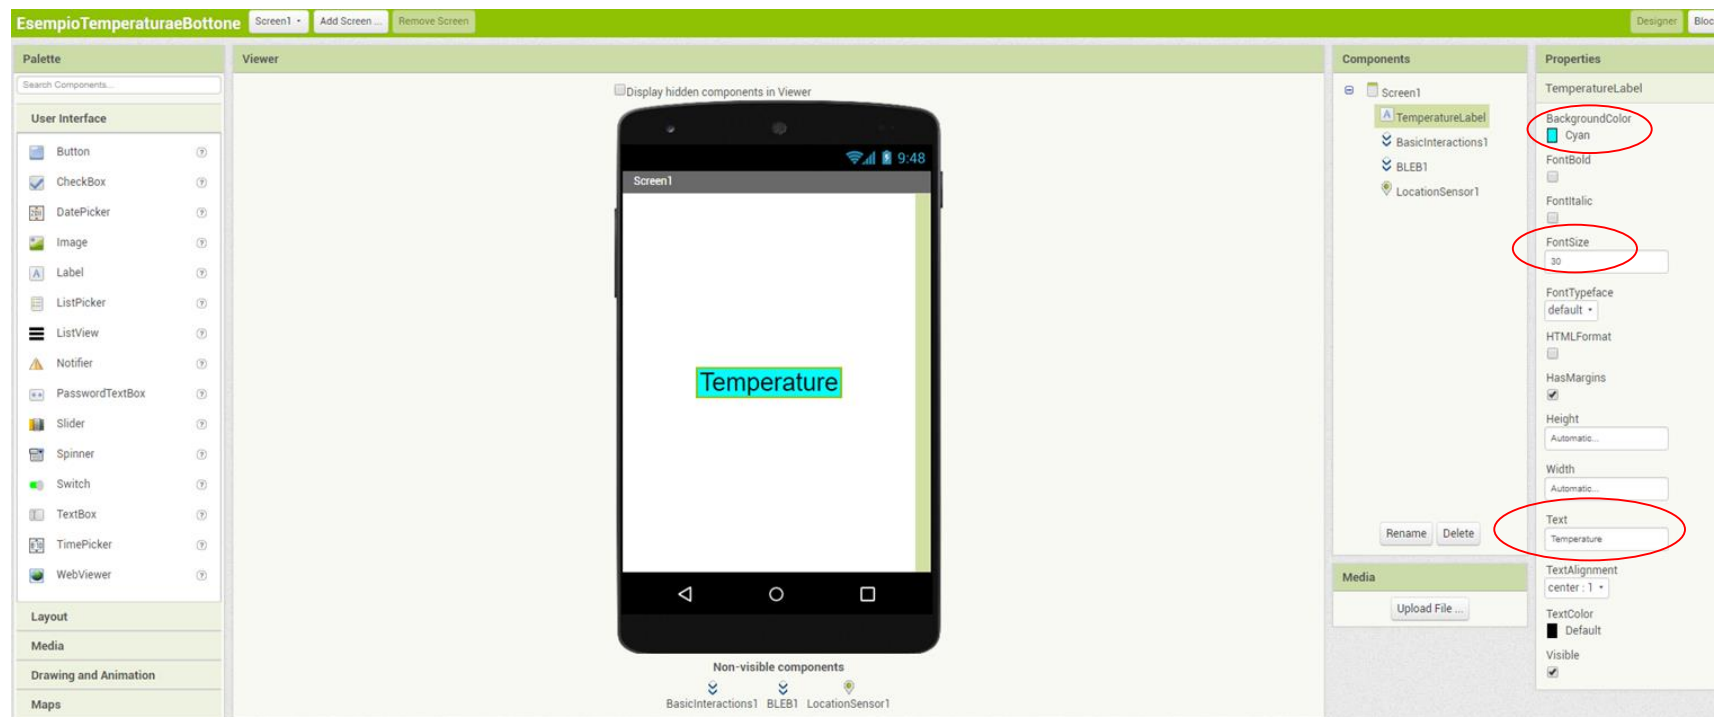 EsempioTemperaturaeBottone Screen1 Add Screen ... Remove Screen Designer Bloc
Palette
Search Components...
User Interface
Button
CheckBox
DatePicker
Image
Label
ListPicker
ListView
Notifier
PasswordTextBox
Slider
Spinner
Switch
TextBox
TimePicker
WebViewer
Layout
Media
Drawing and Animation
Maps
Viewer
Display hidden components in Viewer
9:48
Screen1
Temperature
Non-visible components
BasicInteractions1 BLEB1 LocationSensor1
Components
Screen1
TemperatureLabel
BasicInteractions1
BLEB1
LocationSensor1
Rename Delete
Media
Upload File ...
Properties
TemperatureLabel
BackgroundColor
Cyan
FontBold
FontItalic
FontSize
30
FontTypeface
default
HTMLFormat
HasMargins
Height
Automatic...
Width
Automatic...
Text
Temperature
TextAlignment
center : 1
TextColor
Default
Visible